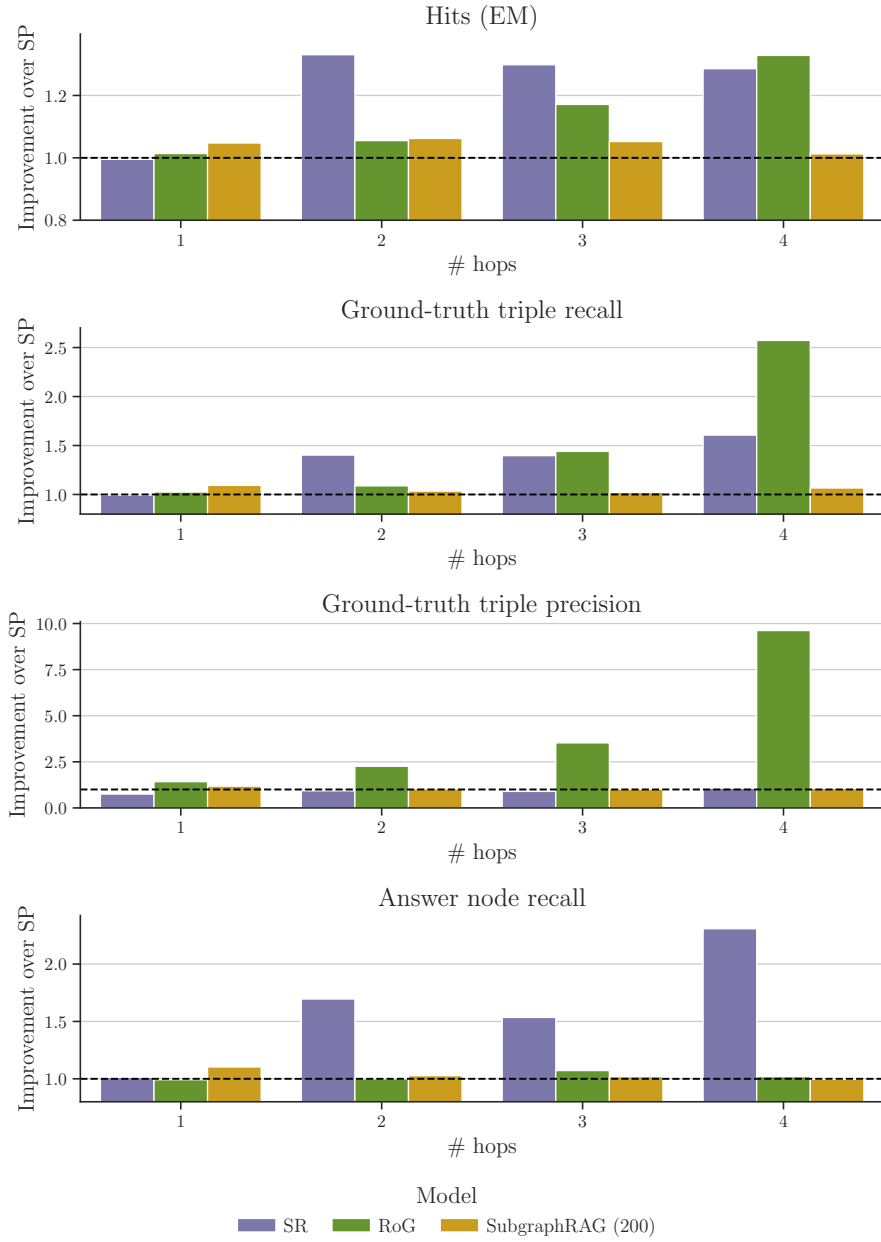 Hits (EM)
Improvement over SP
1.2
1.0
0.8
1 2 3 4
# hops
Ground-truth triple recall
Improvement over SP
2.5
2.0
1.5
1.0
1 2 3 4
# hops
Ground-truth triple precision
Improvement over SP
10.0
7.5
5.0
2.5
0.0
1 2 3 4
# hops
Answer node recall
Improvement over SP
2.0
1.5
1.0
1 2 3 4
# hops
Model
SR RoG SubgraphRAG (200)